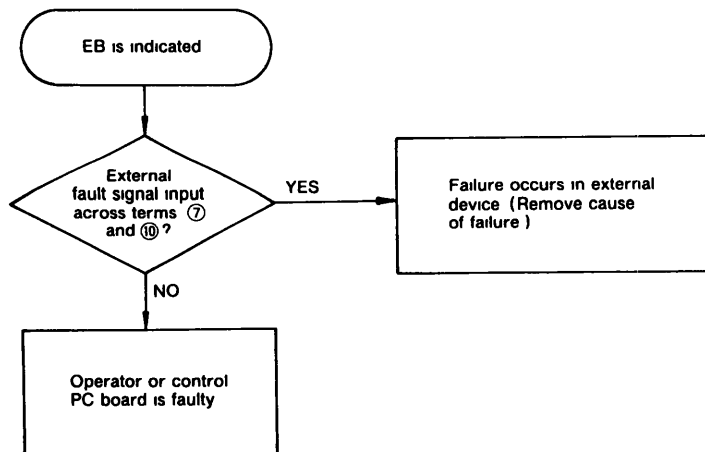 EB is indicated
External
fault signal input
across terms ⑦
and ⑩ ?
YES
Failure occurs in external
device (Remove cause
of failure)
NO
Operator or control
PC board is faulty